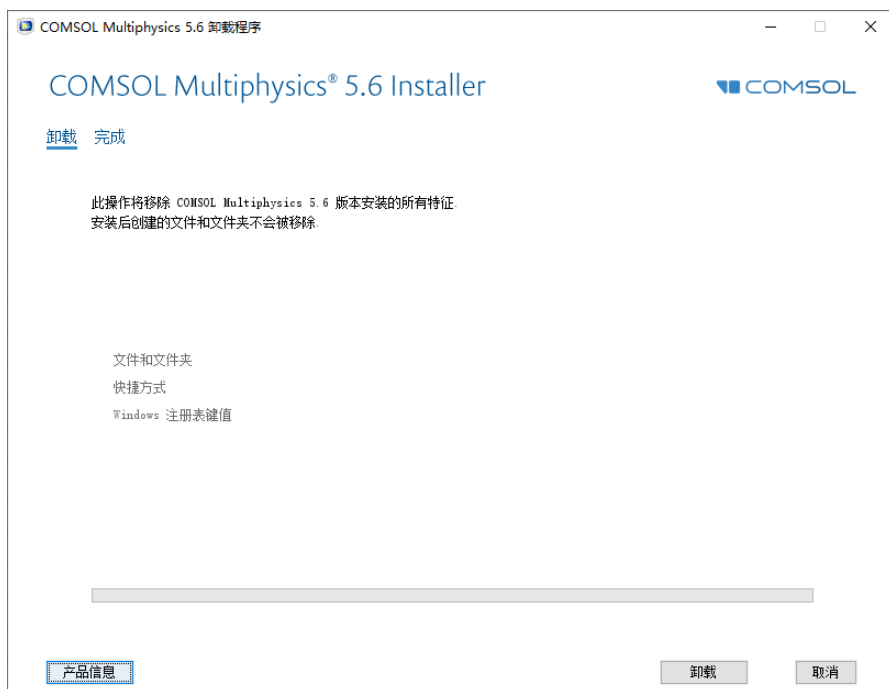 COMSOL Multiphysics 5.6 卸载程序
COMSOL Multiphysics® 5.6 Installer
COMSOL
卸载 完成
此操作将移除 COMSOL Multiphysics 5.6 版本安装的所有特征.
安装后创建的文件和文件夹不会被移除.
文件和文件夹
快捷方式
Windows 注册表键值
产品信息 卸载 取消